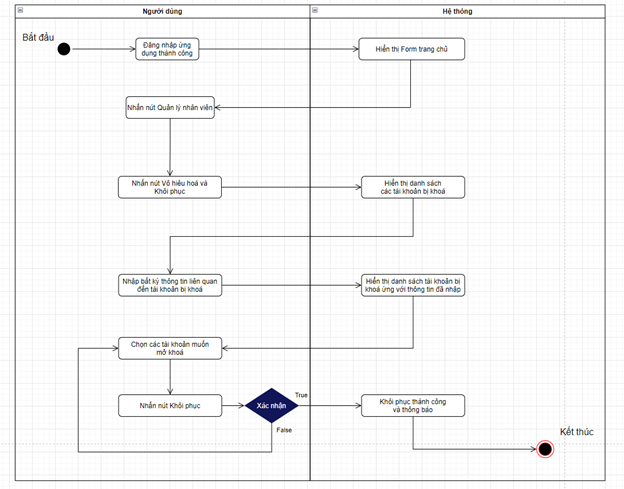 Người dùng
Hệ thông
Bắt đầu
Đăng nhập ứng
dụng thành công
Hiển thị Form trang chủ
Nhấn nút Quản lý nhân viên
Nhấn nút Vô hiệu hoá và
Khôi phục
Hiển thị danh sách
các tài khoản bị khoá
Nhập bất kỳ thông tin liên quan
đến tài khoản bị khoá
Hiển thị danh sách tài khoản bị
khoá ứng với thông tin đã nhập
Chọn các tài khoản muốn
mở khoá
Nhấn nút Khôi phục
Xác nhận
True
False
Khôi phục thành công
và thông báo
Kết thúc